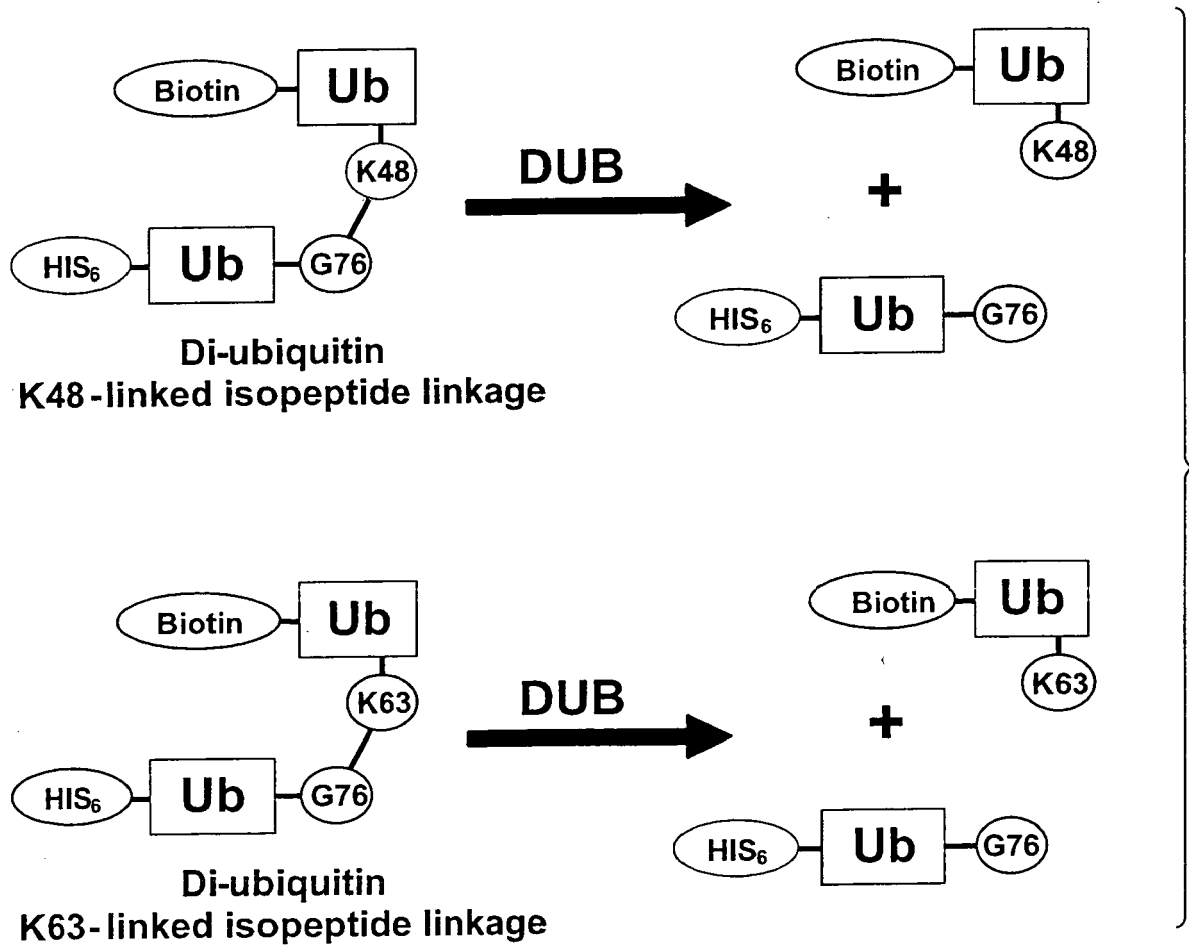 Biotin Ub
K48
HIS₆ Ub G76
Di-ubiquitin
K48-linked isopeptide linkage
DUB
Biotin Ub
K48
+
HIS₆ Ub G76
Biotin Ub
K63
HIS₆ Ub G76
Di-ubiquitin
K63-linked isopeptide linkage
DUB
Biotin Ub
K63
+
HIS₆ Ub G76